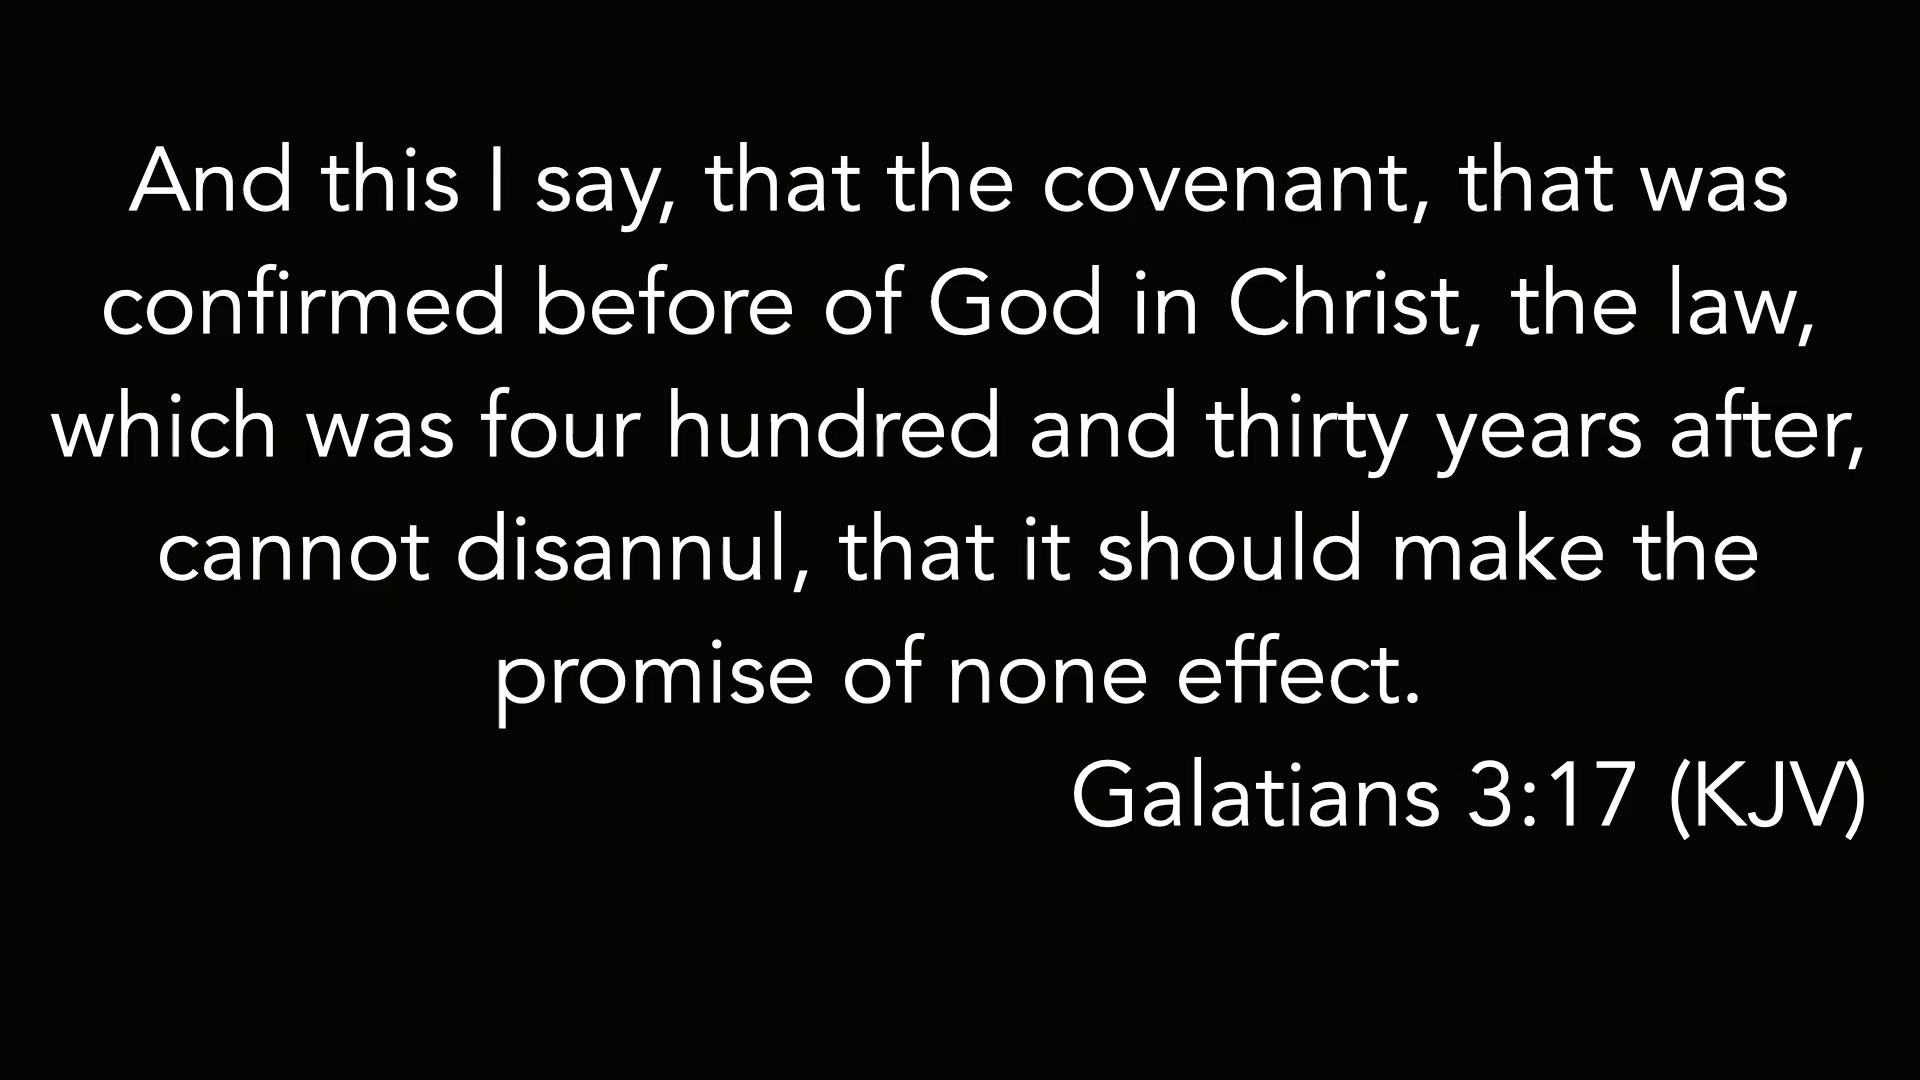 And this I say, that the covenant, that was
confirmed before of God in Christ, the law,
which was four hundred and thirty years after,
cannot disannul, that it should make the
promise of none effect.
Galatians 3:17 (KJV)